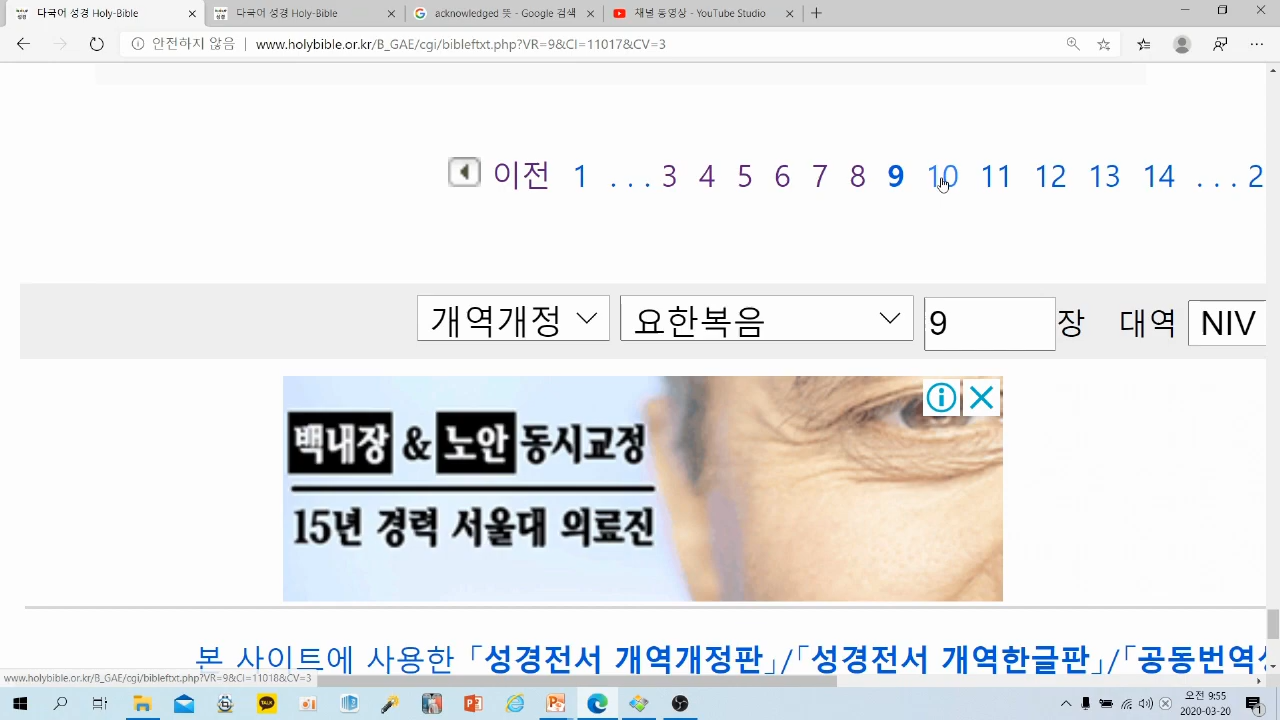 다국어 성경 Holy-Bible
다국어 성경 Holy-Bible
acknowledged 뜻 - Google 검색
채널 동영상 - YouTube Studio
안전하지 않음 | www.holybible.or.kr/B_GAE/cgi/bibleftxt.php?VR=9&CI=11017&CV=3
이전 1 ... 3 4 5 6 7 8 9 10 11 12 13 14 ... 2
개역개정 요한복음 9 장 대역 NIV
백내장 & 노안 동시교정
15년 경력 서울대 의료진
본 사이트에 사용한 「성경전서 개역개정판」/「성경전서 개역한글판」/「공동번역
www.holybible.or.kr/B_GAE/cgi/bibleftxt.php?VR=9&CI=11018&CV=3
오전 9:55
2020-03-20